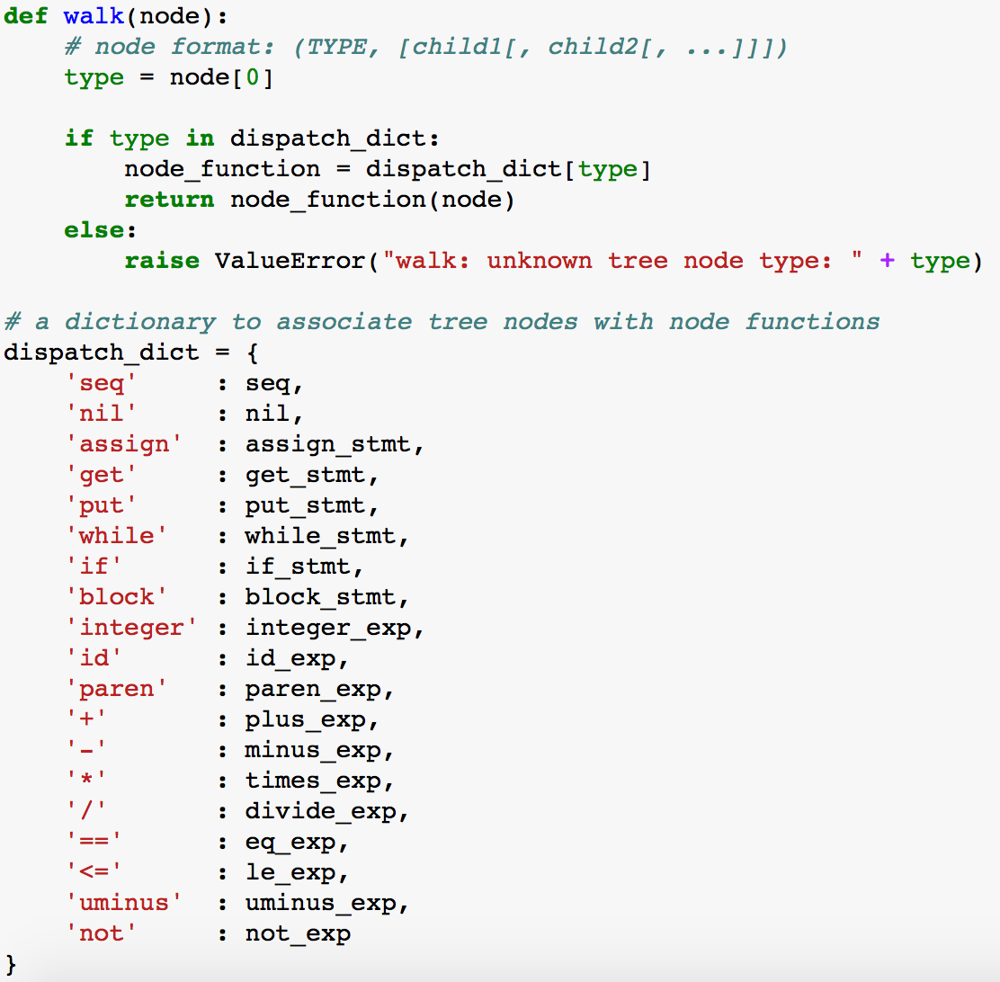 def walk(node):
    # node format: (TYPE, [child1[, child2[, ...]]])
    type = node[0]

    if type in dispatch_dict:
        node_function = dispatch_dict[type]
        return node_function(node)
    else:
        raise ValueError("walk: unknown tree node type: " + type)

# a dictionary to associate tree nodes with node functions
dispatch_dict = {
    'seq'     : seq,
    'nil'     : nil,
    'assign'  : assign_stmt,
    'get'     : get_stmt,
    'put'     : put_stmt,
    'while'   : while_stmt,
    'if'      : if_stmt,
    'block'   : block_stmt,
    'integer' : integer_exp,
    'id'      : id_exp,
    'paren'   : paren_exp,
    '+'       : plus_exp,
    '-'       : minus_exp,
    '*'       : times_exp,
    '/'       : divide_exp,
    '=='      : eq_exp,
    '<='      : le_exp,
    'uminus'  : uminus_exp,
    'not'     : not_exp
}